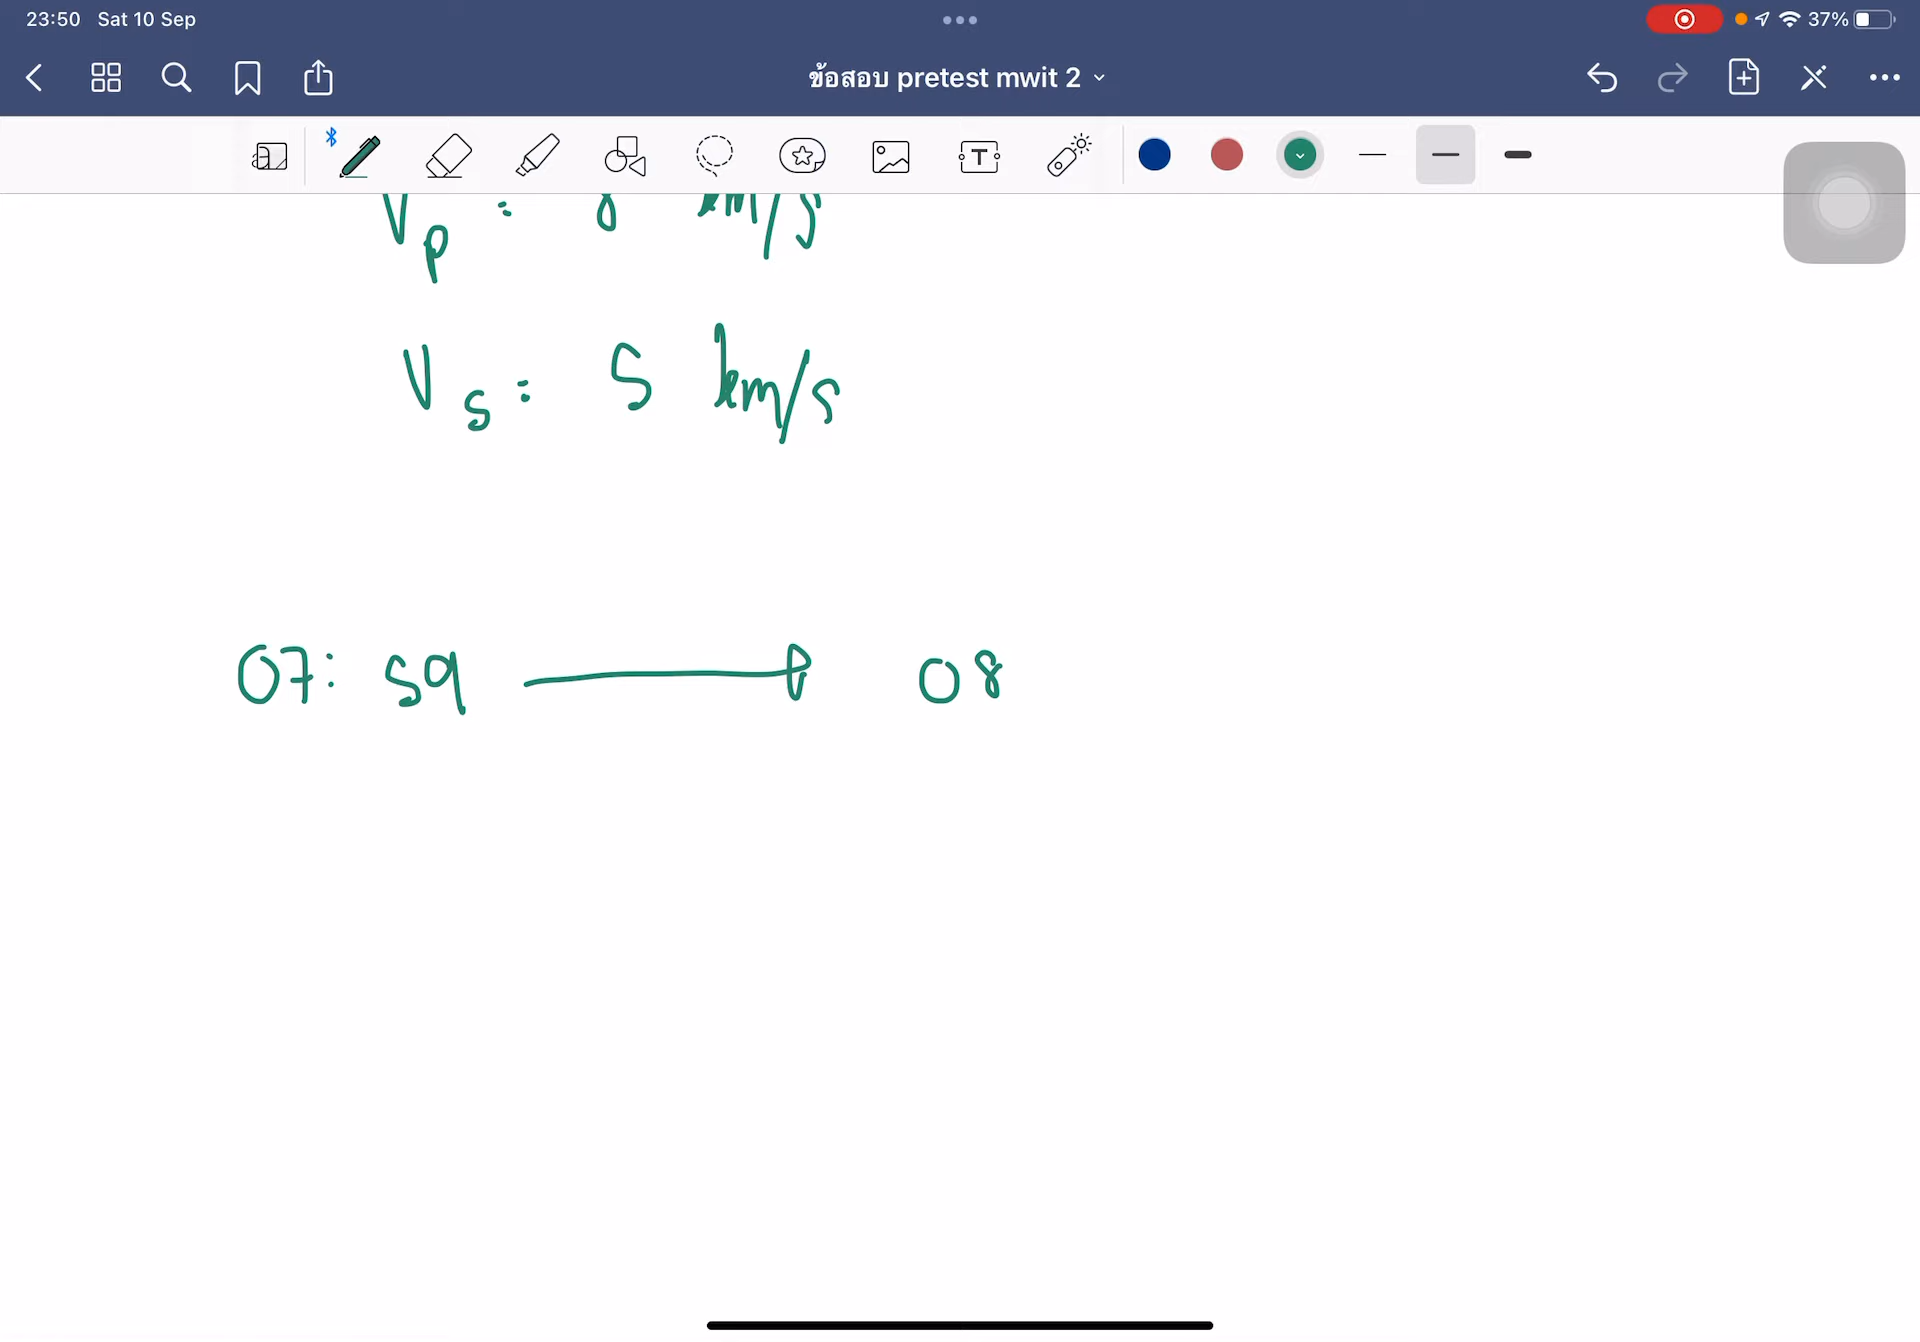 23:50 Sat 10 Sep 37%
ข้อสอบ pretest mwit 2
T
Vp = 8 km/s
Vs = 5 km/s
07: 59 08